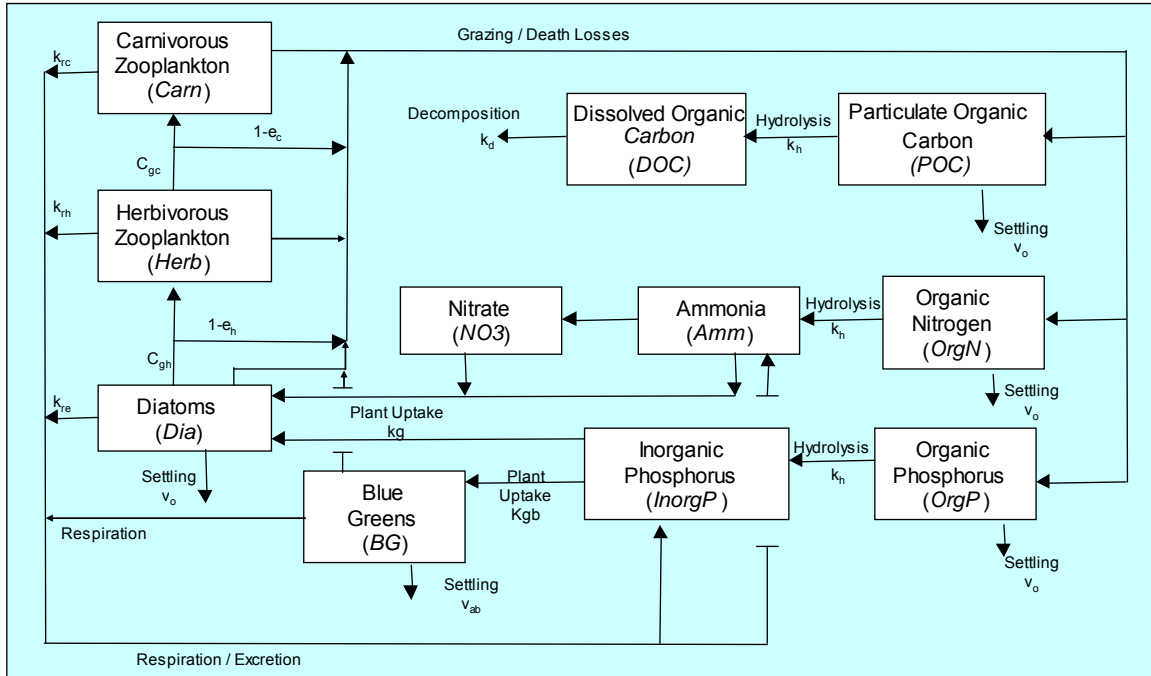 Carnivorous
Zooplankton
(Carn)
k_rc
Grazing / Death Losses
1-e_c
C_gc
Decomposition
k_d
Dissolved Organic
Carbon
(DOC)
Hydrolysis
k_h
Particulate Organic
Carbon
(POC)
Settling
v_o
k_rh
Herbivorous
Zooplankton
(Herb)
1-e_h
C_gh
Nitrate
(NO3)
Ammonia
(Amm)
Hydrolysis
k_h
Organic
Nitrogen
(OrgN)
Settling
v_o
k_re
Diatoms
(Dia)
Plant Uptake
kg
Settling
v_o
Inorganic
Phosphorus
(InorgP)
Hydrolysis
k_h
Organic
Phosphorus
(OrgP)
Settling
v_o
Blue
Greens
(BG)
Plant
Uptake
Kgb
Respiration
Settling
v_ab
Respiration / Excretion